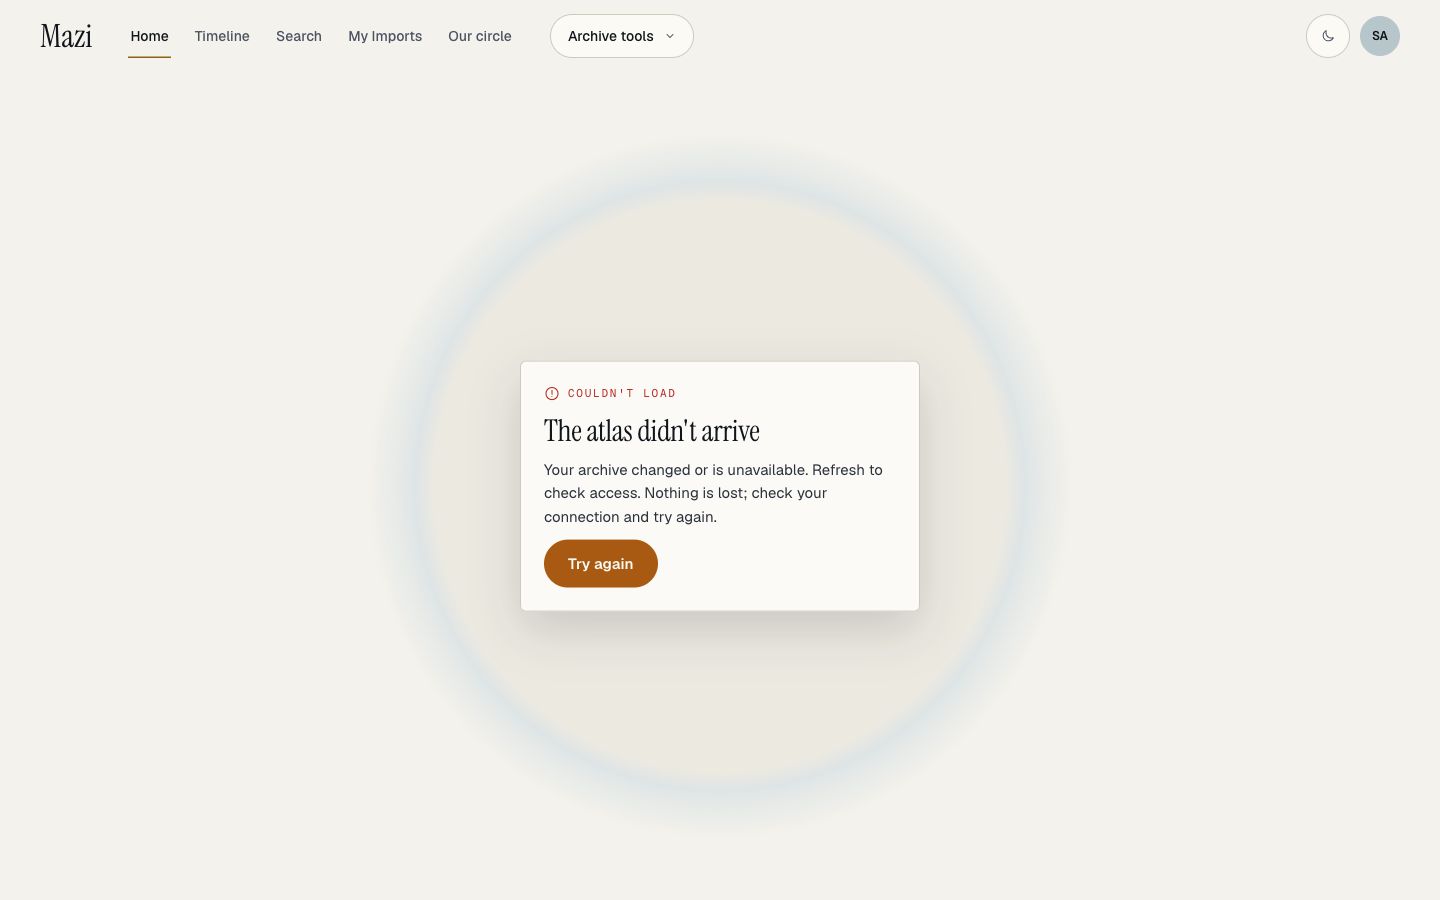 Mazi
Home
Timeline
Search
My Imports
Our circle
Archive tools
SA
COULDN'T LOAD
The atlas didn't arrive
Your archive changed or is unavailable. Refresh to
check access. Nothing is lost; check your
connection and try again.
Try again